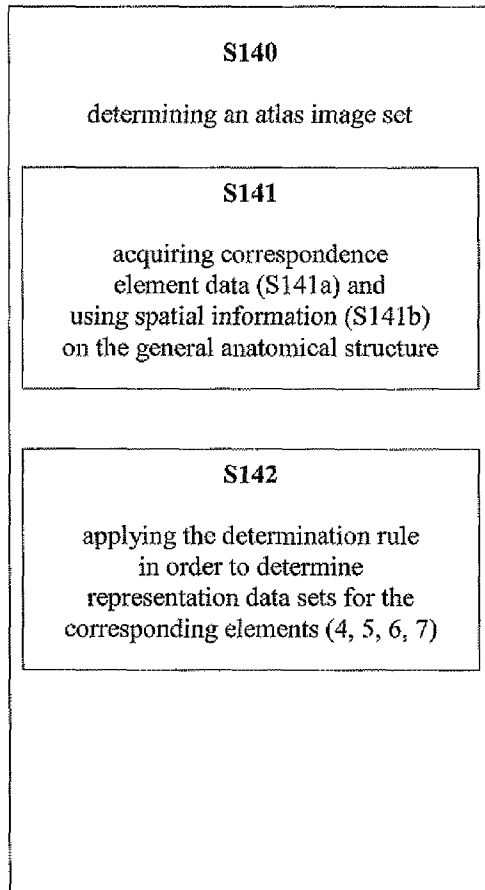 S140
determining an atlas image set
S141
acquiring correspondence
element data (S141a) and
using spatial information (S141b)
on the general anatomical structure
S142
applying the determination rule
in order to determine
representation data sets for the
corresponding elements (4, 5, 6, 7)